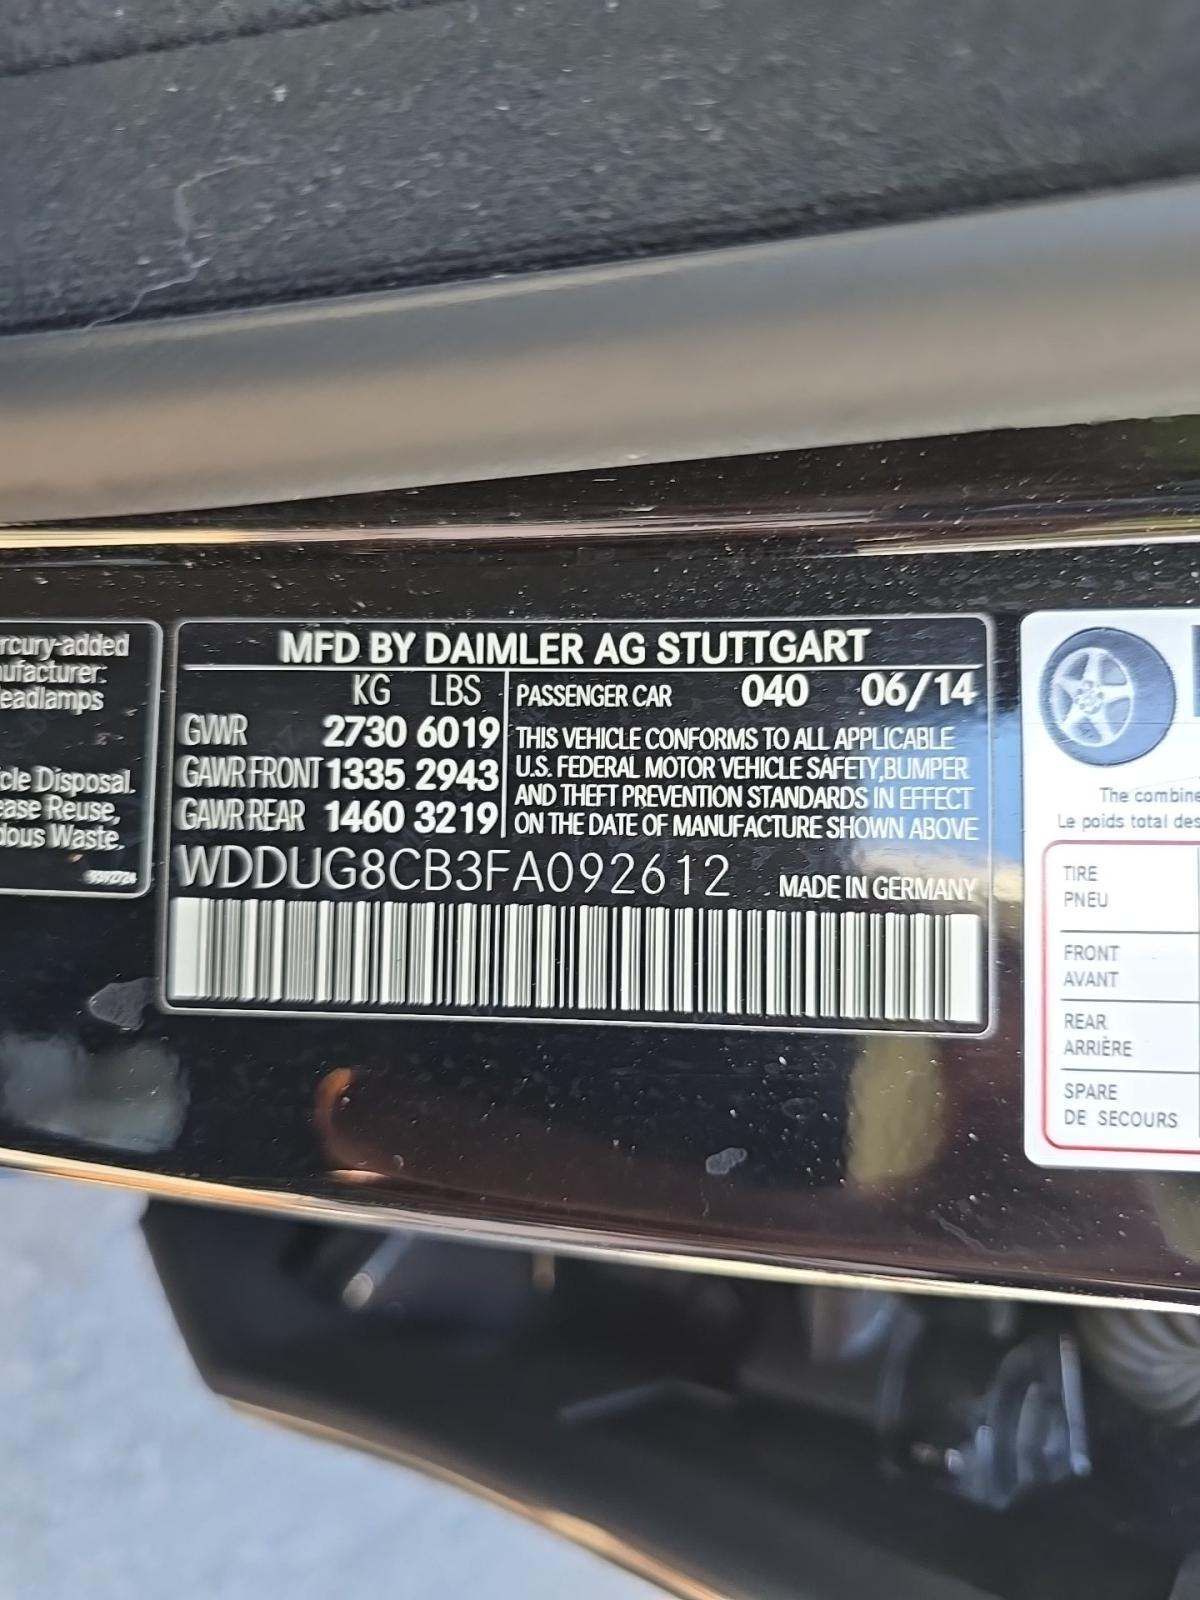 rcury-added
nufacturer:
eadlamps
cle Disposal.
ease Reuse,
dous Waste.
MFD BY DAIMLER AG STUTTGART
KG LBS
GVWR 2730 6019
GAWR FRONT 1335 2943
GAWR REAR 1460 3219
PASSENGER CAR 040 06/14
THIS VEHICLE CONFORMS TO ALL APPLICABLE
U.S. FEDERAL MOTOR VEHICLE SAFETY,BUMPER
AND THEFT PREVENTION STANDARDS IN EFFECT
ON THE DATE OF MANUFACTURE SHOWN ABOVE
WDDUG8CB3FA092612 MADE IN GERMANY
The combine
Le poids total des
TIRE
PNEU
FRONT
AVANT
REAR
ARRIÈRE
SPARE
DE SECOURS